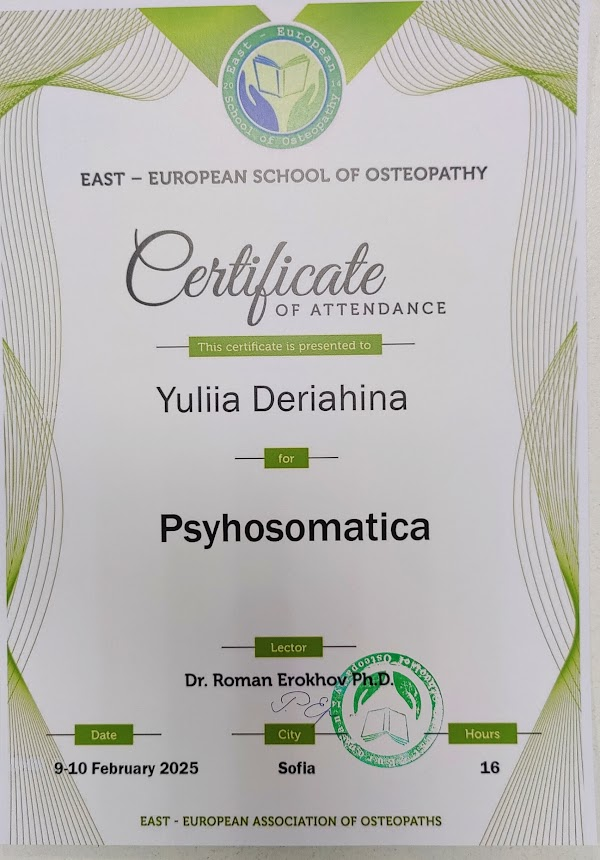 East - European
School of Osteopathy
EAST – EUROPEAN SCHOOL OF OSTEOPATHY
Certificate
OF ATTENDANCE
This certificate is presented to
Yuliia Deriahina
for
Psyhosomatica
Lector
Dr. Roman Erokhov Ph.D.
Date
City
Hours
9-10 February 2025
Sofia
16
EAST - EUROPEAN ASSOCIATION OF OSTEOPATHS